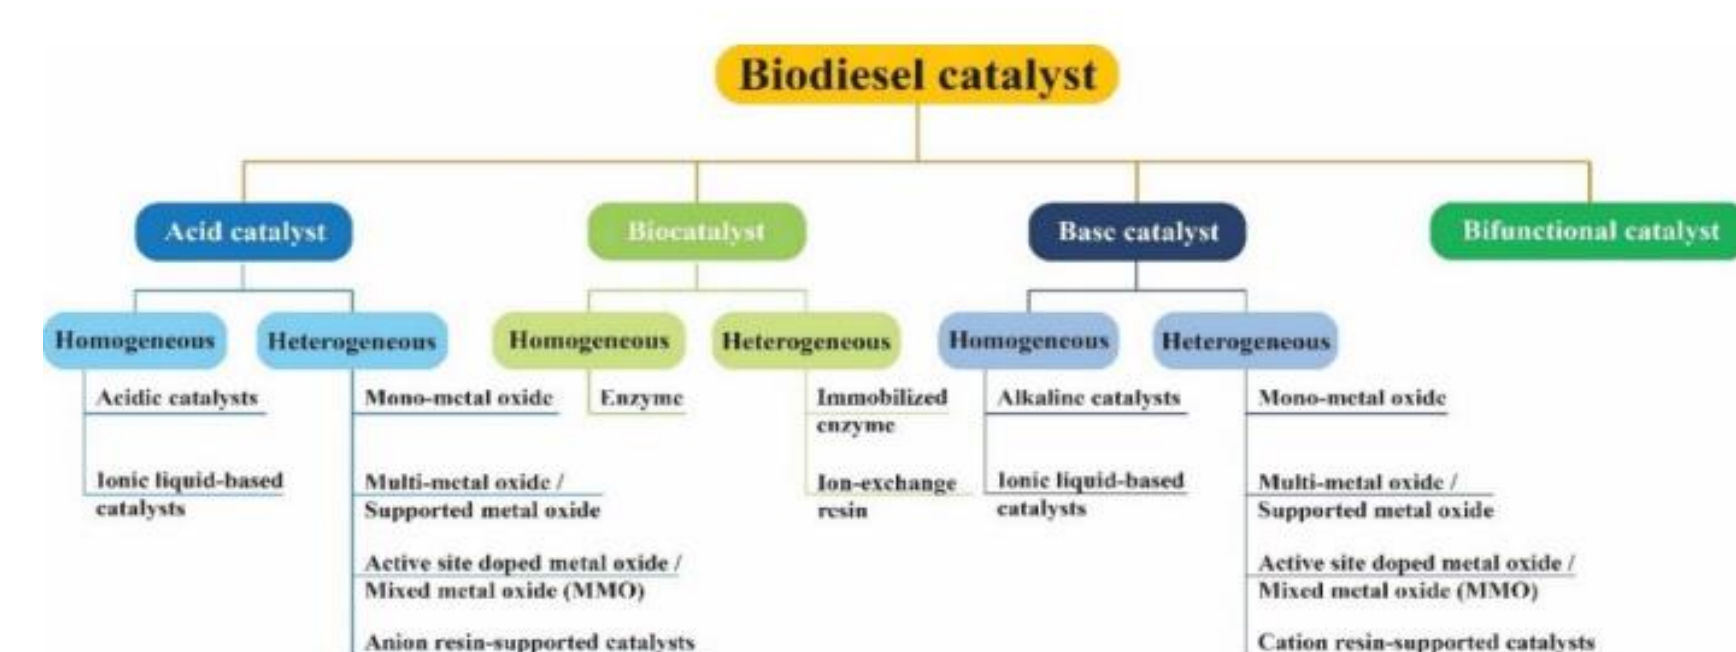 Biodiesel catalyst
Acid catalyst
Biocatalyst
Base catalyst
Bifunctional catalyst
Homogeneous
Heterogeneous
Homogeneous
Heterogeneous
Homogeneous
Heterogeneous
Acidic catalysts
Ionic liquid-based
catalysts
Mono-metal oxide
Multi-metal oxide /
Supported metal oxide
Active site doped metal oxide /
Mixed metal oxide (MMO)
Anion resin-supported catalysts
Enzyme
Immobilized
enzyme
Ion-exchange
resin
Alkaline catalysts
Ionic liquid-based
catalysts
Mono-metal oxide
Multi-metal oxide /
Supported metal oxide
Active site doped metal oxide /
Mixed metal oxide (MMO)
Cation resin-supported catalysts